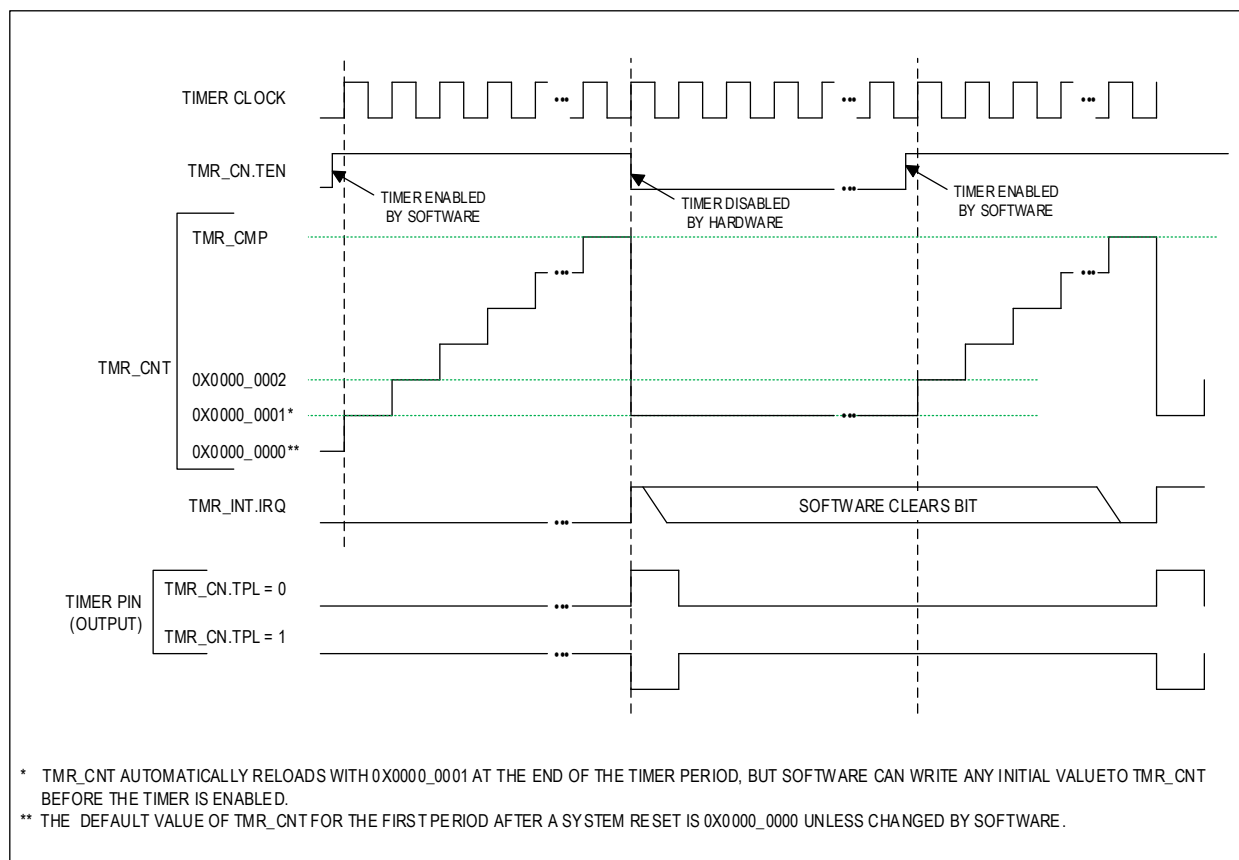 TIMER CLOCK
•••
•••
•••
TMR_CN.TEN
•••
TIMER ENABLED
BY SOFTWARE
TIMER DISABLED
BY HARDWARE
TIMER ENABLED
BY SOFTWARE
TMR_CMP
•••
•••
TMR_CNT
0X0000_0002
0X0000_0001*
•••
0X0000_0000**
TMR_INT.IRQ
SOFTWARE CLEARS BIT
•••
TIMER PIN
(OUTPUT)
TMR_CN.TPL = 0
•••
TMR_CN.TPL = 1
•••
* TMR_CNT AUTOMATICALLY RELOADS WITH 0X0000_0001 AT THE END OF THE TIMER PERIOD, BUT SOFTWARE CAN WRITE ANY INITIAL VALUETO TMR_CNT
BEFORE THE TIMER IS ENABLED.
** THE DEFAULT VALUE OF TMR_CNT FOR THE FIRST PERIOD AFTER A SYSTEM RESET IS 0X0000_0000 UNLESS CHANGED BY SOFTWARE.